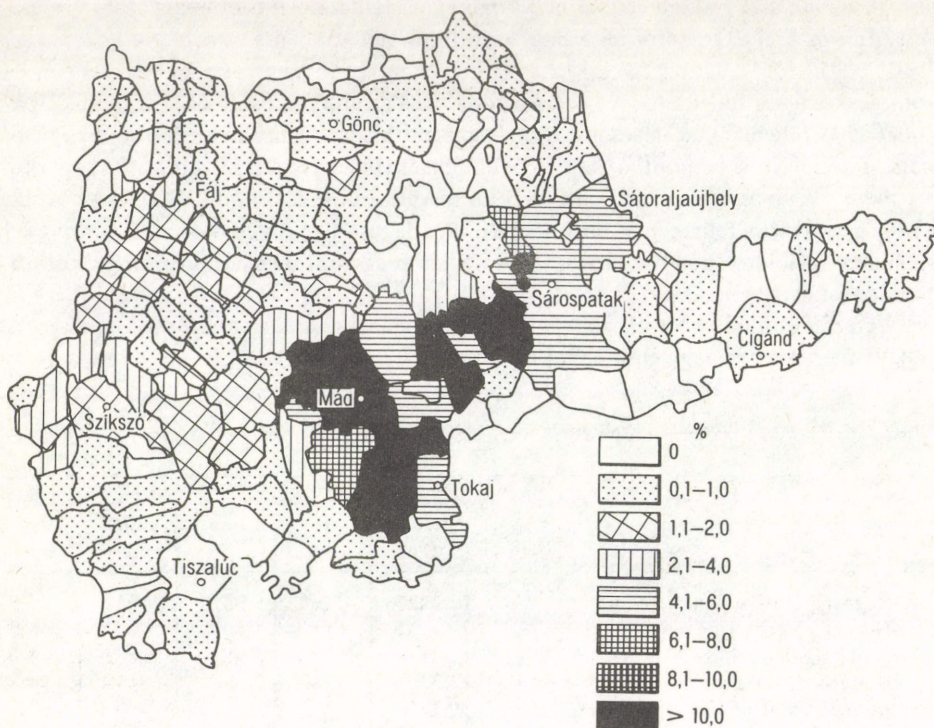 Gönc
Fáj
Sátoraljaújhely
Sárospatak
Cigánd
Mád
Szikszó
Tokaj
Tiszalúc
%
0
0,1–1,0
1,1–2,0
2,1–4,0
4,1–6,0
6,1–8,0
8,1–10,0
> 10,0